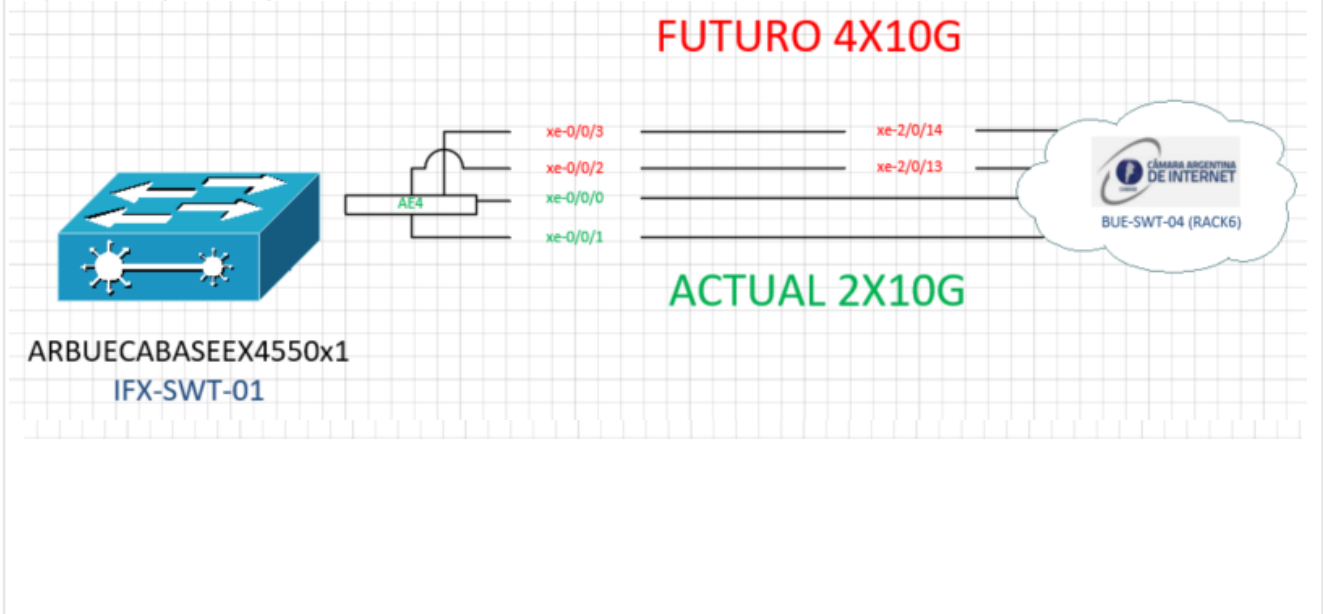 FUTURO 4X10G
xe-0/0/3
xe-2/0/14
xe-0/0/2
xe-2/0/13
AE4
xe-0/0/0
xe-0/0/1
CÂMARA ARGENTINA
DE INTERNET
CABASE
BUE-SWT-04 (RACK6)
ACTUAL 2X10G
ARBUECABASEEX4550x1
IFX-SWT-01